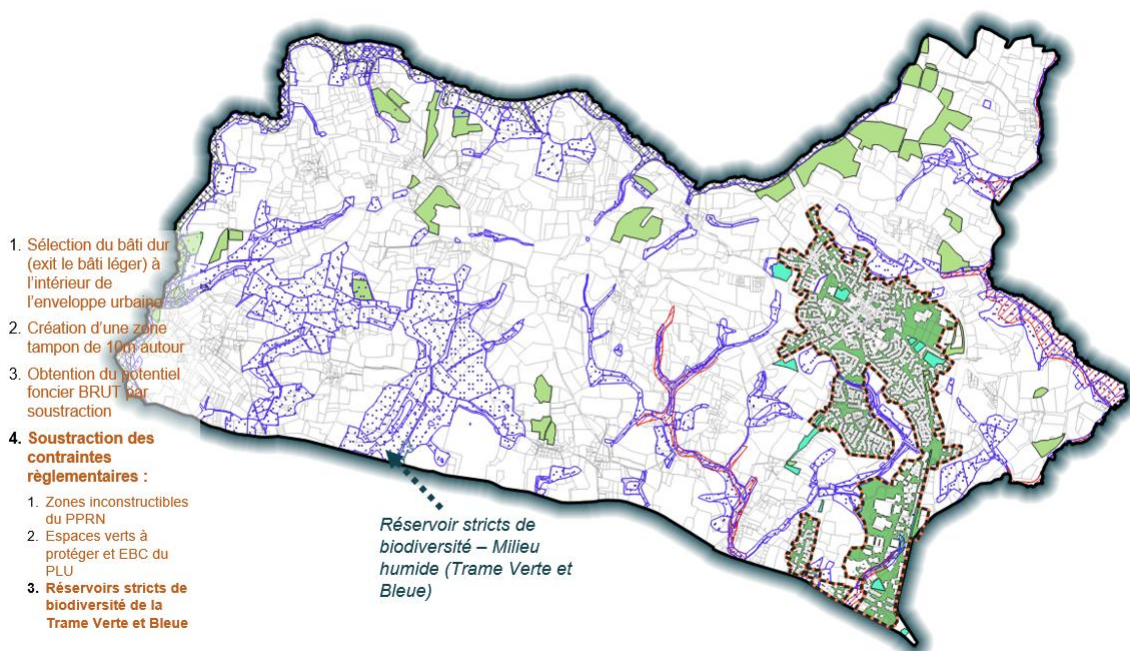 1. Sélection du bâti dur
(exit le bâti léger) à
l'intérieur de
l'enveloppe urbaine
2. Création d'une zone
tampon de 10m autour
3. Obtention du potentiel
foncier BRUT par
soustraction
4. Soustraction des
contraintes
règlementaires :
1. Zones inconstructibles
du PPRN
2. Espaces verts à
protéger et EBC du
PLU
3. Réservoirs stricts de
biodiversité de la
Trame Verte et Bleue
Réservoir stricts de
biodiversité – Milieu
humide (Trame Verte et
Bleue)